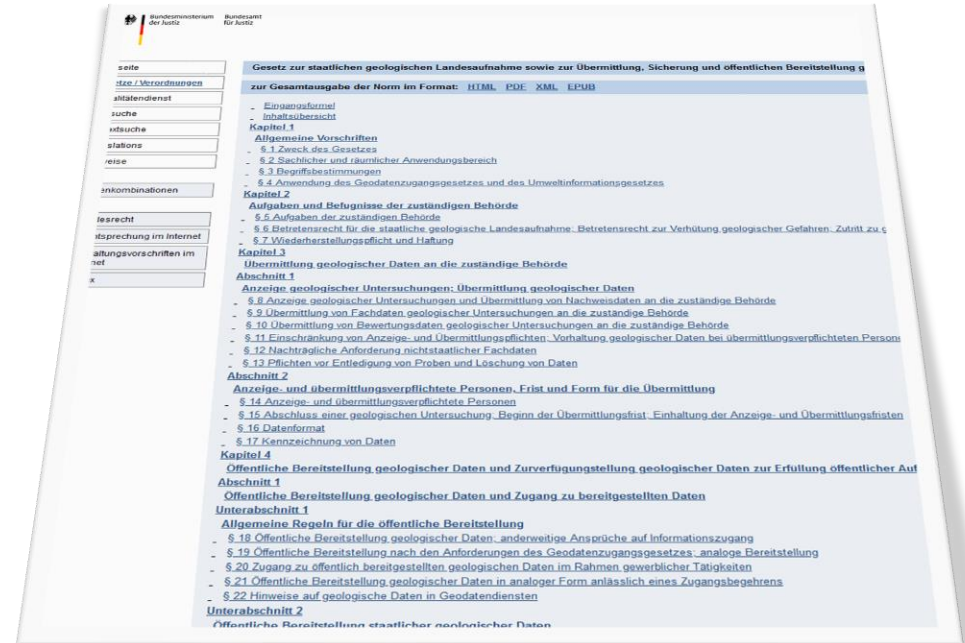 Bundesministerium
der Justiz
Bundesamt
für Justiz
seite
etze / Verordnungen
alitätendienst
suche
xtsuche
slations
veise
enkombinationen
desrecht
htsprechung im Internet
altungsvorschriften im
net
x
Gesetz zur staatlichen geologischen Landesaufnahme sowie zur Übermittlung, Sicherung und öffentlichen Bereitstellung g
zur Gesamtausgabe der Norm im Format: HTML PDF XML EPUB
Eingangsformel
Inhaltsübersicht
Kapitel 1
Allgemeine Vorschriften
§ 1 Zweck des Gesetzes
§ 2 Sachlicher und räumlicher Anwendungsbereich
§ 3 Begriffsbestimmungen
§ 4 Anwendung des Geodatenzugangsgesetzes und des Umweltinformationsgesetzes
Kapitel 2
Aufgaben und Befugnisse der zuständigen Behörde
§ 5 Aufgaben der zuständigen Behörde
§ 6 Betretensrecht für die staatliche geologische Landesaufnahme; Betretensrecht zur Verhütung geologischer Gefahren; Zutritt zu g
§ 7 Wiederherstellungspflicht und Haftung
Kapitel 3
Übermittlung geologischer Daten an die zuständige Behörde
Abschnitt 1
Anzeige geologischer Untersuchungen; Übermittlung geologischer Daten
§ 8 Anzeige geologischer Untersuchungen und Übermittlung von Nachweisdaten an die zuständige Behörde
§ 9 Übermittlung von Fachdaten geologischer Untersuchungen an die zuständige Behörde
§ 10 Übermittlung von Bewertungsdaten geologischer Untersuchungen an die zuständige Behörde
§ 11 Einschränkung von Anzeige- und Übermittlungspflichten; Vorhaltung geologischer Daten bei übermittlungsverpflichteten Persone
§ 12 Nachträgliche Anforderung nichtstaatlicher Fachdaten
§ 13 Pflichten vor Entledigung von Proben und Löschung von Daten
Abschnitt 2
Anzeige- und übermittlungsverpflichtete Personen, Frist und Form für die Übermittlung
§ 14 Anzeige- und übermittlungsverpflichtete Personen
§ 15 Abschluss einer geologischen Untersuchung; Beginn der Übermittlungsfrist; Einhaltung der Anzeige- und Übermittlungsfristen
§ 16 Datenformat
§ 17 Kennzeichnung von Daten
Kapitel 4
Öffentliche Bereitstellung geologischer Daten und Zurverfügungstellung geologischer Daten zur Erfüllung öffentlicher Auf
Abschnitt 1
Öffentliche Bereitstellung geologischer Daten und Zugang zu bereitgestellten Daten
Unterabschnitt 1
Allgemeine Regeln für die öffentliche Bereitstellung
§ 18 Öffentliche Bereitstellung geologischer Daten; anderweitige Ansprüche auf Informationszugang
§ 19 Öffentliche Bereitstellung nach den Anforderungen des Geodatenzugangsgesetzes; analoge Bereitstellung
§ 20 Zugang zu öffentlich bereitgestellten geologischen Daten im Rahmen gewerblicher Tätigkeiten
§ 21 Öffentliche Bereitstellung geologischer Daten in analoger Form anlässlich eines Zugangsbegehrens
§ 22 Hinweise auf geologische Daten in Geodatendiensten
Unterabschnitt 2
Öffentliche Bereitstellung staatlicher geologischer Daten